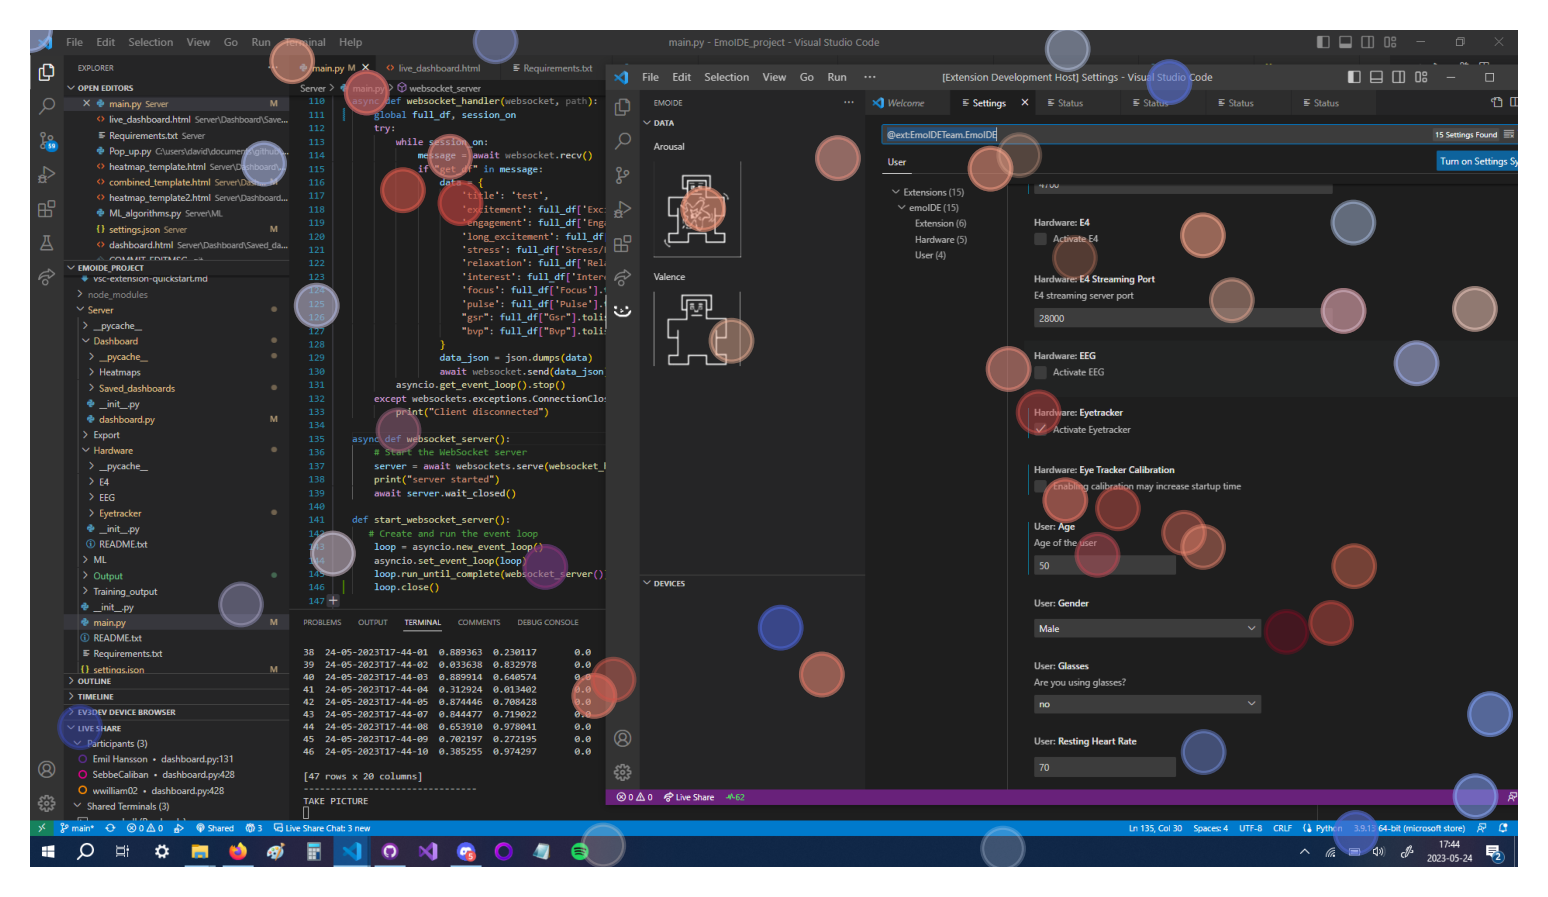 File Edit Selection View Go Run Terminal Help
main.py - EmoIDE_project - Visual Studio Code
EXPLORER
OPEN EDITORS
main.py Server M
live_dashboard.html Server\Dashboard\Save...
Requirements.txt Server
Pop_up.py C:\users\david\documents\github\...
heatmap_template.html Server\Dashboard\...
combined_template.html Server\Dash... M
heatmap_template2.html Server\Dashboard...
ML_algorithms.py Server\ML
{} settings.json Server M
dashboard.html Server\Dashboard\Saved_da...
COMMIT_EDITMSG .git
EMOIDE_PROJECT
vsc-extension-quickstart.md
node_modules
Server
__pycache__
Dashboard
__pycache__
Heatmaps
Saved_dashboards
__init__.py
dashboard.py M
Export
Hardware
__pycache__
E4
EEG
Eyetracker
__init__.py
README.txt
ML
Output
Training_output
__init__.py
main.py M
README.txt
Requirements.txt
{} settings.json M
OUTLINE
TIMELINE
EV3DEV DEVICE BROWSER
LIVE SHARE
Participants (3)
Emil Hansson • dashboard.py:131
SebbeCaliban • dashboard.py:428
wwilliam02 • dashboard.py:428
Shared Terminals (3)
main.py M live_dashboard.html Requirements.txt
Server > main.py > websocket_server
110 async def websocket_handler(websocket, path):
111 global full_df, session_on
112 try:
113 while session_on:
114 message = await websocket.recv()
115 if "get_df" in message:
116 data = {
117 'title': 'test',
118 'excitement': full_df['Exci
119 'engagement': full_df['Enga
120 'long_excitement': full_df
121 'stress': full_df['Stress/
122 'relaxation': full_df['Rela
123 'interest': full_df['Inter
124 'focus': full_df['Focus'].
125 'pulse': full_df['Pulse'].
126 "gsr": full_df["Gsr"].tolis
127 "bvp": full_df["Bvp"].toli
128 }
129 data_json = json.dumps(data)
130 await websocket.send(data_json
131 asyncio.get_event_loop().stop()
132 except websockets.exceptions.ConnectionClos
133 print("Client disconnected")
134
135 async def websocket_server():
136 # Start the WebSocket server
137 server = await websockets.serve(websocket_h
138 print("server started")
139 await server.wait_closed()
140
141 def start_websocket_server():
142 # Create and run the event loop
143 loop = asyncio.new_event_loop()
144 asyncio.set_event_loop(loop)
145 loop.run_until_complete(websocket_server())
146 loop.close()
147
PROBLEMS OUTPUT TERMINAL COMMENTS DEBUG CONSOLE
38 24-05-2023T17-44-01 0.889363 0.230117 0.0
39 24-05-2023T17-44-02 0.033638 0.832978 0.0
40 24-05-2023T17-44-03 0.889914 0.640574 0.0
41 24-05-2023T17-44-04 0.312924 0.013402 0.0
42 24-05-2023T17-44-05 0.874446 0.708428 0.0
43 24-05-2023T17-44-07 0.844477 0.719022 0.0
44 24-05-2023T17-44-08 0.653910 0.978041 0.0
45 24-05-2023T17-44-09 0.702197 0.272195 0.0
46 24-05-2023T17-44-10 0.385255 0.974297 0.0
[47 rows x 20 columns]
--------------------------------
TAKE PICTURE
File Edit Selection View Go Run ···
[Extension Development Host] Settings - Visual Studio Code
EMOIDE
DATA
Arousal
Valence
DEVICES
Welcome Settings Status Status Status Status
@ext:EmoIDETeam.EmoIDE
15 Settings Found
User
Turn on Settings Sy
Extensions (15)
emoIDE (15)
Extension (6)
Hardware (5)
User (4)
4700
Hardware: E4
Activate E4
Hardware: E4 Streaming Port
E4 streaming server port
28000
Hardware: EEG
Activate EEG
Hardware: Eyetracker
Activate Eyetracker
Hardware: Eye Tracker Calibration
Enabling calibration may increase startup time
User: Age
Age of the user
50
User: Gender
Male
User: Glasses
Are you using glasses?
no
User: Resting Heart Rate
70
0 0 Live Share 62
main* 0 0 Shared 3 Live Share Chat: 3 new
Ln 135, Col 30 Spaces: 4 UTF-8 CRLF Python 3.9.13 64-bit (microsoft store)
17:44
2023-05-24